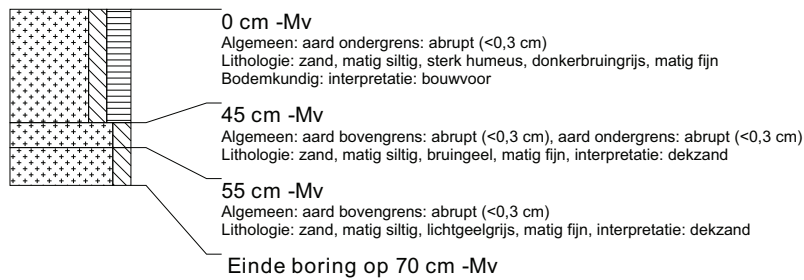 0 cm -Mv
Algemeen: aard ondergrens: abrupt (<0,3 cm)
Lithologie: zand, matig siltig, sterk humeus, donkerbruingrijs, matig fijn
Bodemkundig: interpretatie: bouwvoor
45 cm -Mv
Algemeen: aard bovengrens: abrupt (<0,3 cm), aard ondergrens: abrupt (<0,3 cm)
Lithologie: zand, matig siltig, bruingeel, matig fijn, interpretatie: dekzand
55 cm -Mv
Algemeen: aard bovengrens: abrupt (<0,3 cm)
Lithologie: zand, matig siltig, lichtgeelgrijs, matig fijn, interpretatie: dekzand
Einde boring op 70 cm -Mv